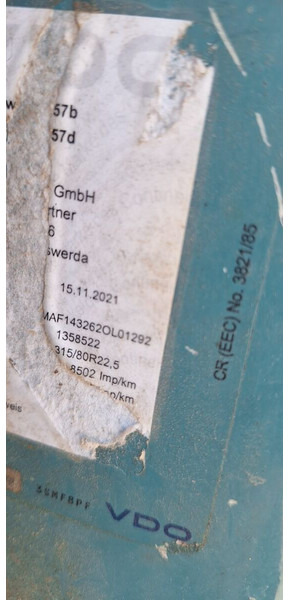 57b
57d
GmbH
rtner
6
swerda
15.11.2021
MAF143262OL01292
1358522
315/80R22,5
8502 Imp/km
CR (EEC) No. 3821/85
VDO